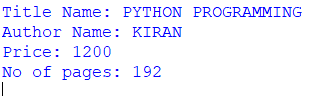 Title Name: PYTHON PROGRAMMING
Author Name: KIRAN
Price: 1200
No of pages: 192